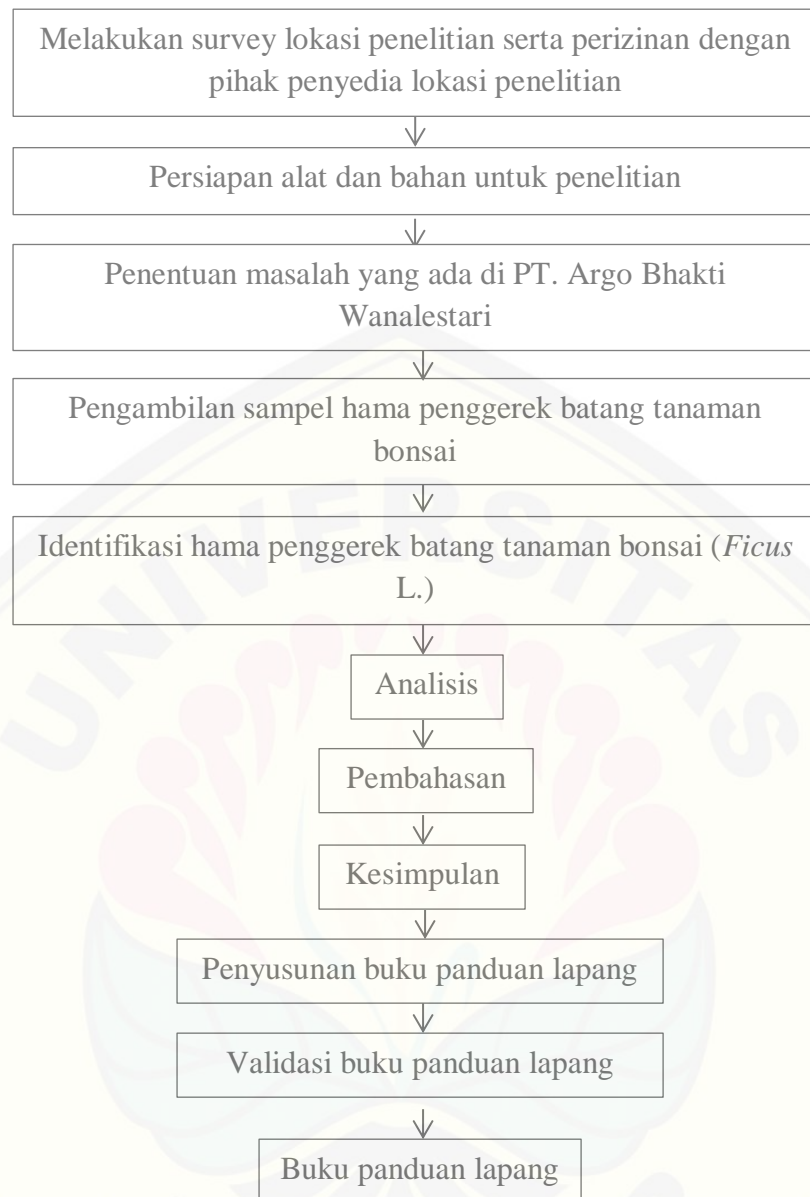 Melakukan survey lokasi penelitian serta perizinan dengan
pihak penyedia lokasi penelitian
Persiapan alat dan bahan untuk penelitian
Penentuan masalah yang ada di PT. Argo Bhakti
Wanalestari
Pengambilan sampel hama penggerek batang tanaman
bonsai
Identifikasi hama penggerek batang tanaman bonsai (Ficus
L.)
UNIVERSITAS
Analisis
Pembahasan
Kesimpulan
Penyusunan buku panduan lapang
Validasi buku panduan lapang
Buku panduan lapang